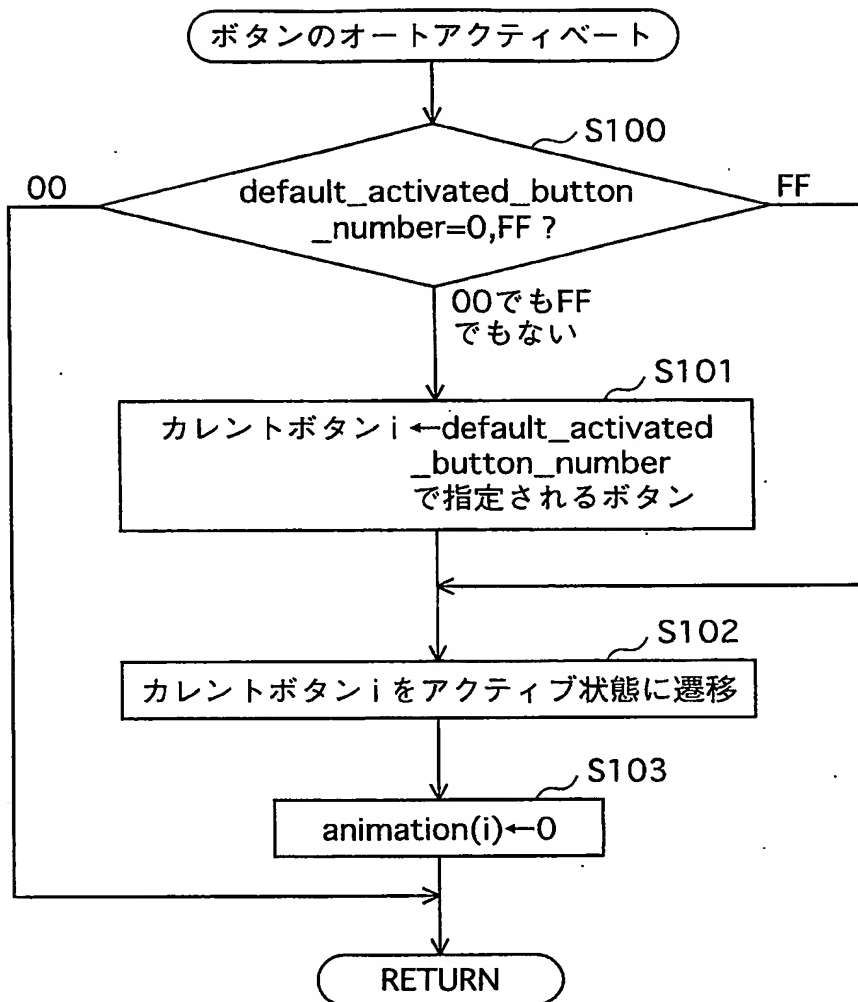 ボタンのオートアクティベート
S100
00
FF
default_activated_button
_number=0,FF ?
00でもFF
でもない
S101
カレントボタンi←default_activated
_button_number
で指定されるボタン
S102
カレントボタンiをアクティブ状態に遷移
S103
animation(i)←0
RETURN